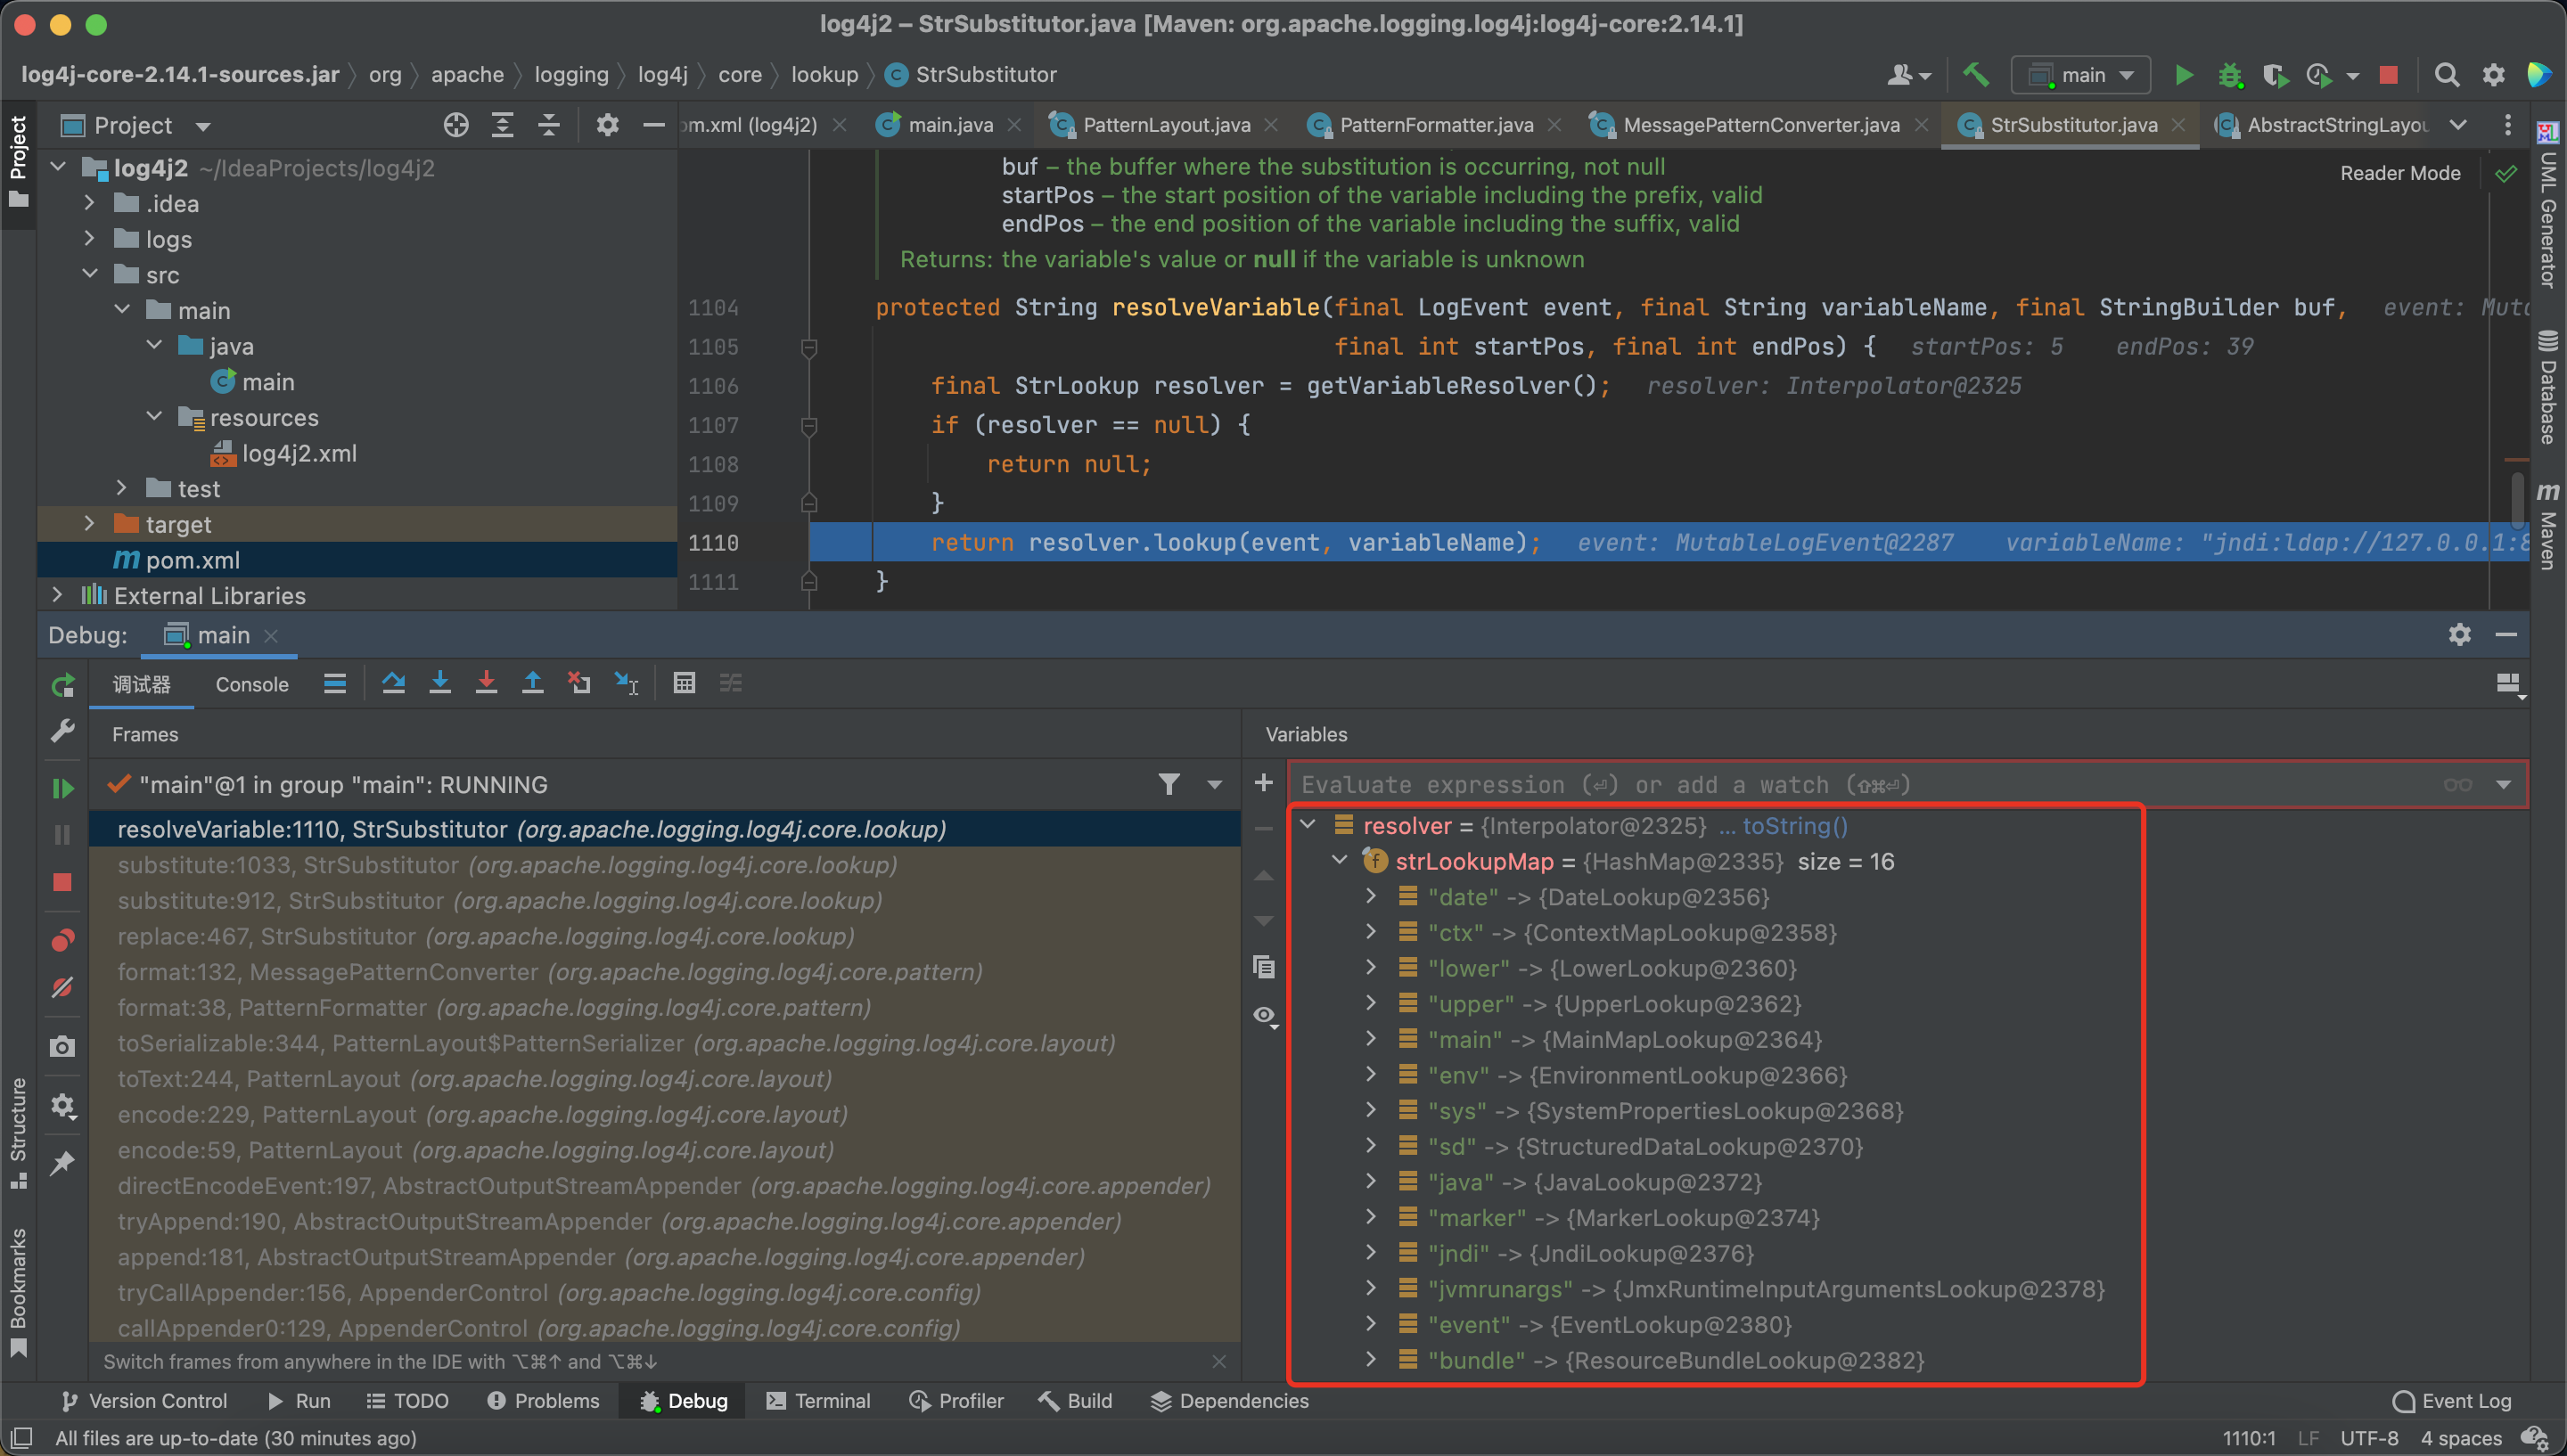 log4j2 – StrSubstitutor.java [Maven: org.apache.logging.log4j:log4j-core:2.14.1]
log4j-core-2.14.1-sources.jar org apache logging log4j core lookup StrSubstitutor
main
Project
pom.xml (log4j2) main.java PatternLayout.java PatternFormatter.java MessagePatternConverter.java StrSubstitutor.java AbstractStringLayou
Project
log4j2 ~/IdeaProjects/log4j2
.idea
logs
src
main
java
main
resources
log4j2.xml
test
target
pom.xml
External Libraries
Reader Mode
buf – the buffer where the substitution is occurring, not null
startPos – the start position of the variable including the prefix, valid
endPos – the end position of the variable including the suffix, valid
Returns: the variable's value or null if the variable is unknown
1104 protected String resolveVariable(final LogEvent event, final String variableName, final StringBuilder buf, event: Muta
1105 final int startPos, final int endPos) { startPos: 5 endPos: 39
1106 final StrLookup resolver = getVariableResolver(); resolver: Interpolator@2325
1107 if (resolver == null) {
1108 return null;
1109 }
1110 return resolver.lookup(event, variableName); event: MutableLogEvent@2287 variableName: "jndi:ldap://127.0.0.1:8
1111 }
UML Generator
Database
Maven
Debug: main
调试器 Console
Frames
"main"@1 in group "main": RUNNING
resolveVariable:1110, StrSubstitutor (org.apache.logging.log4j.core.lookup)
substitute:1033, StrSubstitutor (org.apache.logging.log4j.core.lookup)
substitute:912, StrSubstitutor (org.apache.logging.log4j.core.lookup)
replace:467, StrSubstitutor (org.apache.logging.log4j.core.lookup)
format:132, MessagePatternConverter (org.apache.logging.log4j.core.pattern)
format:38, PatternFormatter (org.apache.logging.log4j.core.pattern)
toSerializable:344, PatternLayout$PatternSerializer (org.apache.logging.log4j.core.layout)
toText:244, PatternLayout (org.apache.logging.log4j.core.layout)
encode:229, PatternLayout (org.apache.logging.log4j.core.layout)
encode:59, PatternLayout (org.apache.logging.log4j.core.layout)
directEncodeEvent:197, AbstractOutputStreamAppender (org.apache.logging.log4j.core.appender)
tryAppend:190, AbstractOutputStreamAppender (org.apache.logging.log4j.core.appender)
append:181, AbstractOutputStreamAppender (org.apache.logging.log4j.core.appender)
tryCallAppender:156, AppenderControl (org.apache.logging.log4j.core.config)
callAppender0:129, AppenderControl (org.apache.logging.log4j.core.config)
Switch frames from anywhere in the IDE with ⌥⌘↑ and ⌥⌘↓
Variables
Evaluate expression (⏎) or add a watch (⇧⌘⏎)
resolver = {Interpolator@2325} ... toString()
strLookupMap = {HashMap@2335} size = 16
"date" -> {DateLookup@2356}
"ctx" -> {ContextMapLookup@2358}
"lower" -> {LowerLookup@2360}
"upper" -> {UpperLookup@2362}
"main" -> {MainMapLookup@2364}
"env" -> {EnvironmentLookup@2366}
"sys" -> {SystemPropertiesLookup@2368}
"sd" -> {StructuredDataLookup@2370}
"java" -> {JavaLookup@2372}
"marker" -> {MarkerLookup@2374}
"jndi" -> {JndiLookup@2376}
"jvmrunargs" -> {JmxRuntimeInputArgumentsLookup@2378}
"event" -> {EventLookup@2380}
"bundle" -> {ResourceBundleLookup@2382}
Structure
Bookmarks
Version Control Run TODO Problems Debug Terminal Profiler Build Dependencies Event Log
All files are up-to-date (30 minutes ago) 1110:1 LF UTF-8 4 spaces